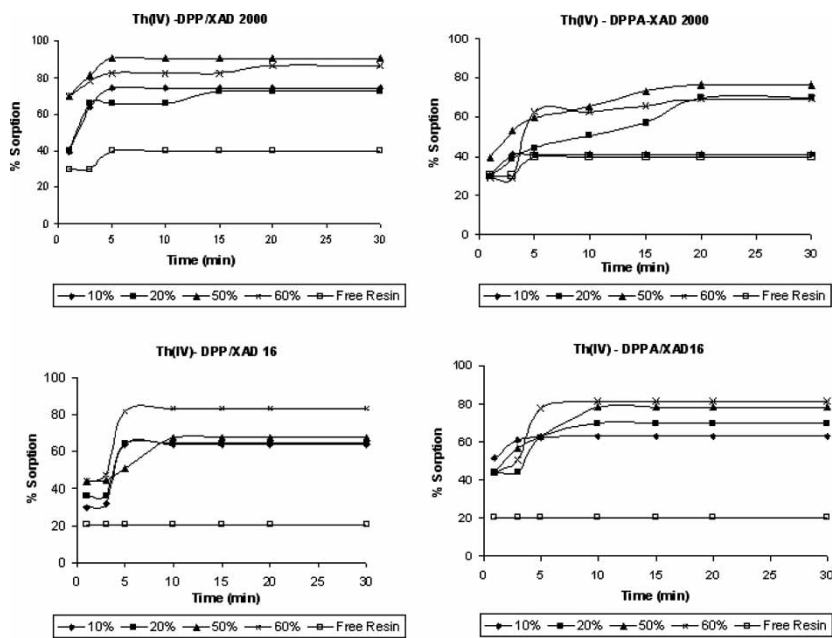 Th(IV) -DPP/XAD 2000
% Sorption
100
80
60
40
20
0
0 5 10 15 20 25 30
Time (min)
10% 20% 50% 60% Free Resin
Th(IV) - DPPA-XAD 2000
% Sorption
100
80
60
40
20
0
0 5 10 15 20 25 30
Time (min)
10% 20% 50% 60% Free Resin
Th(IV)- DPP/XAD 16
% Sorption
100
80
60
40
20
0
0 5 10 15 20 25 30
Time (min)
10% 20% 50% 60% Free Resin
Th(IV) - DPPA/XAD16
% Sorption
100
80
60
40
20
0
0 5 10 15 20 25 30
Time (min)
10% 20% 50% 60% Free Resin